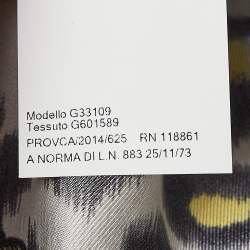 Modello G33109
Tessuto G601589
PROVCA/2014/625 RN 118861
A NORMA DI L.N. 883 25/11/73